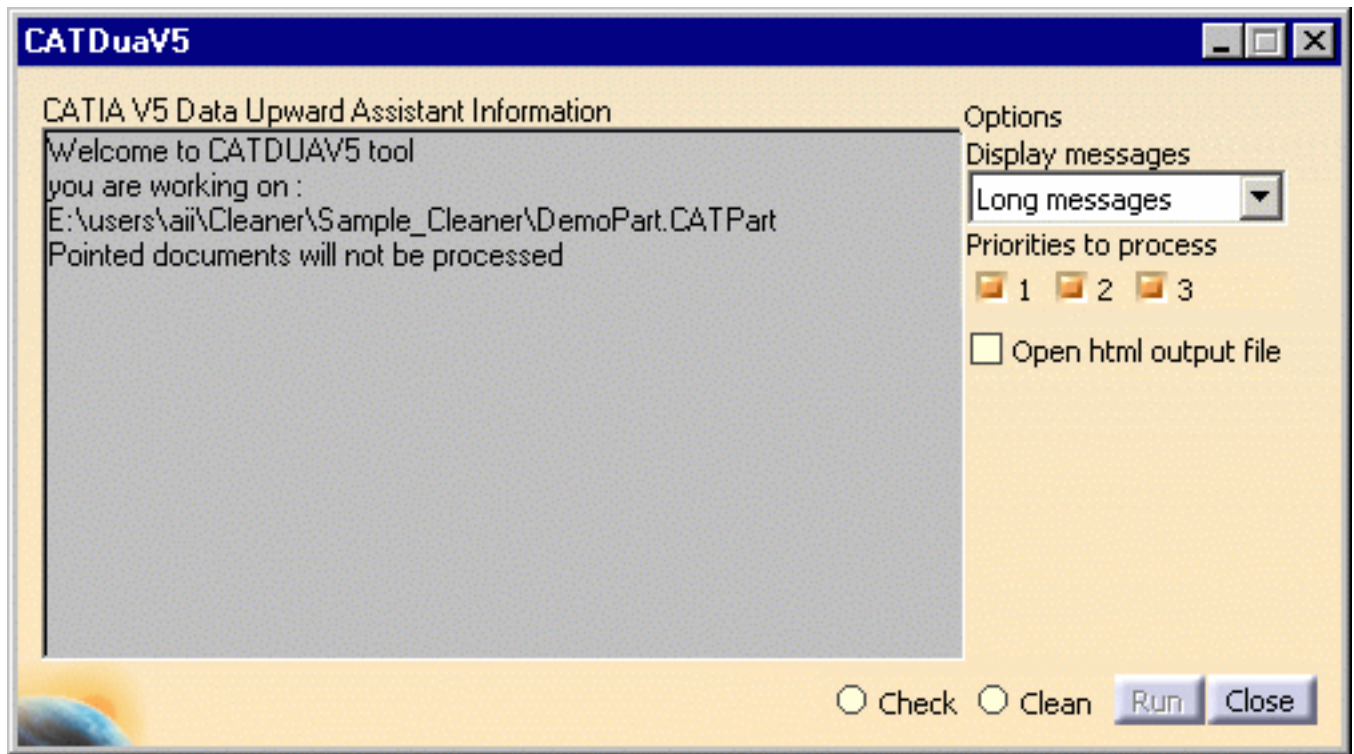 CATDuaV5
CATIA V5 Data Upward Assistant Information
Welcome to CATDUAV5 tool
you are working on :
E:\users\aii\Cleaner\Sample_Cleaner\DemoPart.CATPart
Pointed documents will not be processed
Options
Display messages
Long messages
Priorities to process
1 2 3
Open html output file
Check Clean Run Close